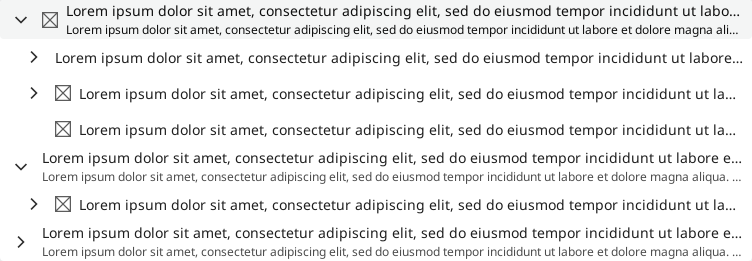 Lorem ipsum dolor sit amet, consectetur adipiscing elit, sed do eiusmod tempor incididunt ut labo...
Lorem ipsum dolor sit amet, consectetur adipiscing elit, sed do eiusmod tempor incididunt ut labore et dolore magna ali...
Lorem ipsum dolor sit amet, consectetur adipiscing elit, sed do eiusmod tempor incididunt ut labore...
Lorem ipsum dolor sit amet, consectetur adipiscing elit, sed do eiusmod tempor incididunt ut la...
Lorem ipsum dolor sit amet, consectetur adipiscing elit, sed do eiusmod tempor incididunt ut la...
Lorem ipsum dolor sit amet, consectetur adipiscing elit, sed do eiusmod tempor incididunt ut labore e...
Lorem ipsum dolor sit amet, consectetur adipiscing elit, sed do eiusmod tempor incididunt ut labore et dolore magna aliqua. ...
Lorem ipsum dolor sit amet, consectetur adipiscing elit, sed do eiusmod tempor incididunt ut la...
Lorem ipsum dolor sit amet, consectetur adipiscing elit, sed do eiusmod tempor incididunt ut labore e...
Lorem ipsum dolor sit amet, consectetur adipiscing elit, sed do eiusmod tempor incididunt ut labore et dolore magna aliqua. ...